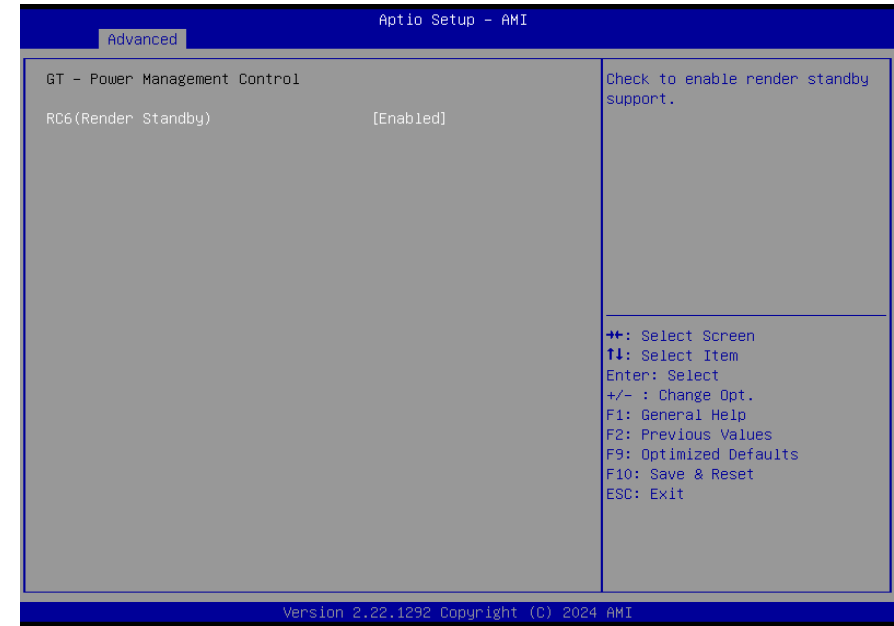 Aptio Setup – AMI
Advanced
GT – Power Management Control
RC6(Render Standby) [Enabled]
Check to enable render standby
support.
→←: Select Screen
↑↓: Select Item
Enter: Select
+/– : Change Opt.
F1: General Help
F2: Previous Values
F9: Optimized Defaults
F10: Save & Reset
ESC: Exit
Version 2.22.1292 Copyright (C) 2024 AMI